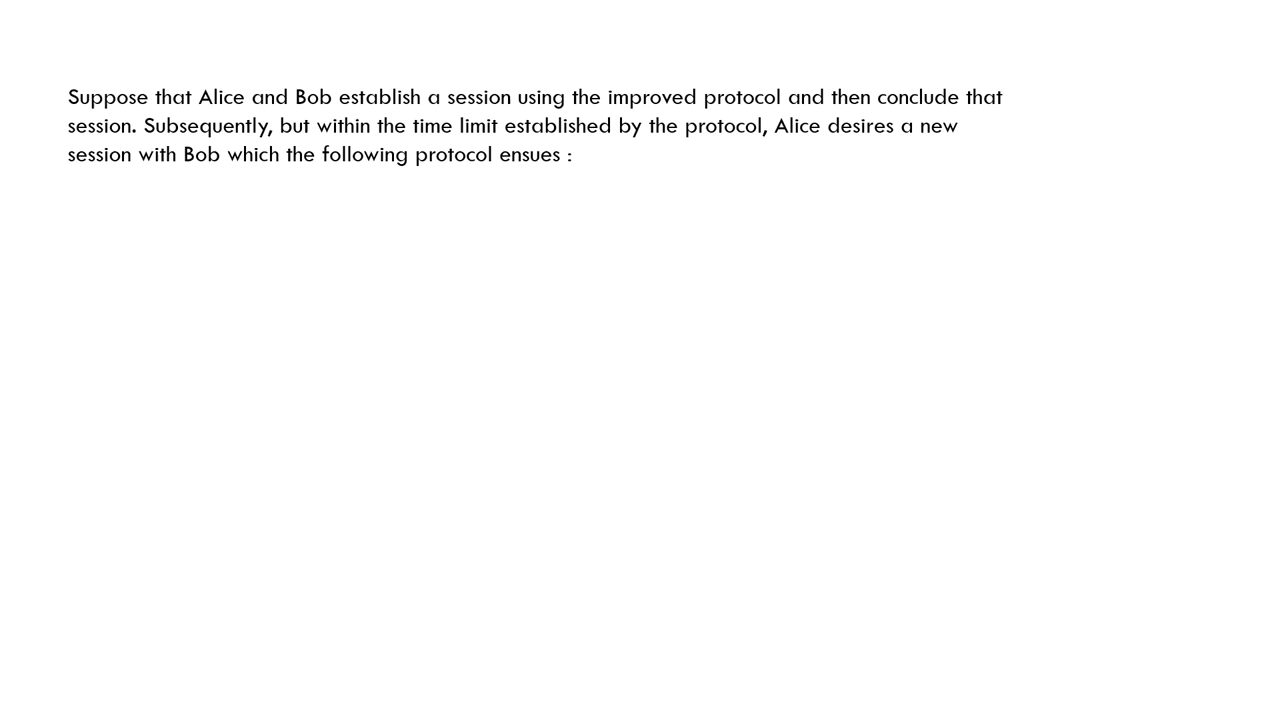 Suppose that Alice and Bob establish a session using the improved protocol and then conclude that
session. Subsequently, but within the time limit established by the protocol, Alice desires a new
session with Bob which the following protocol ensues :